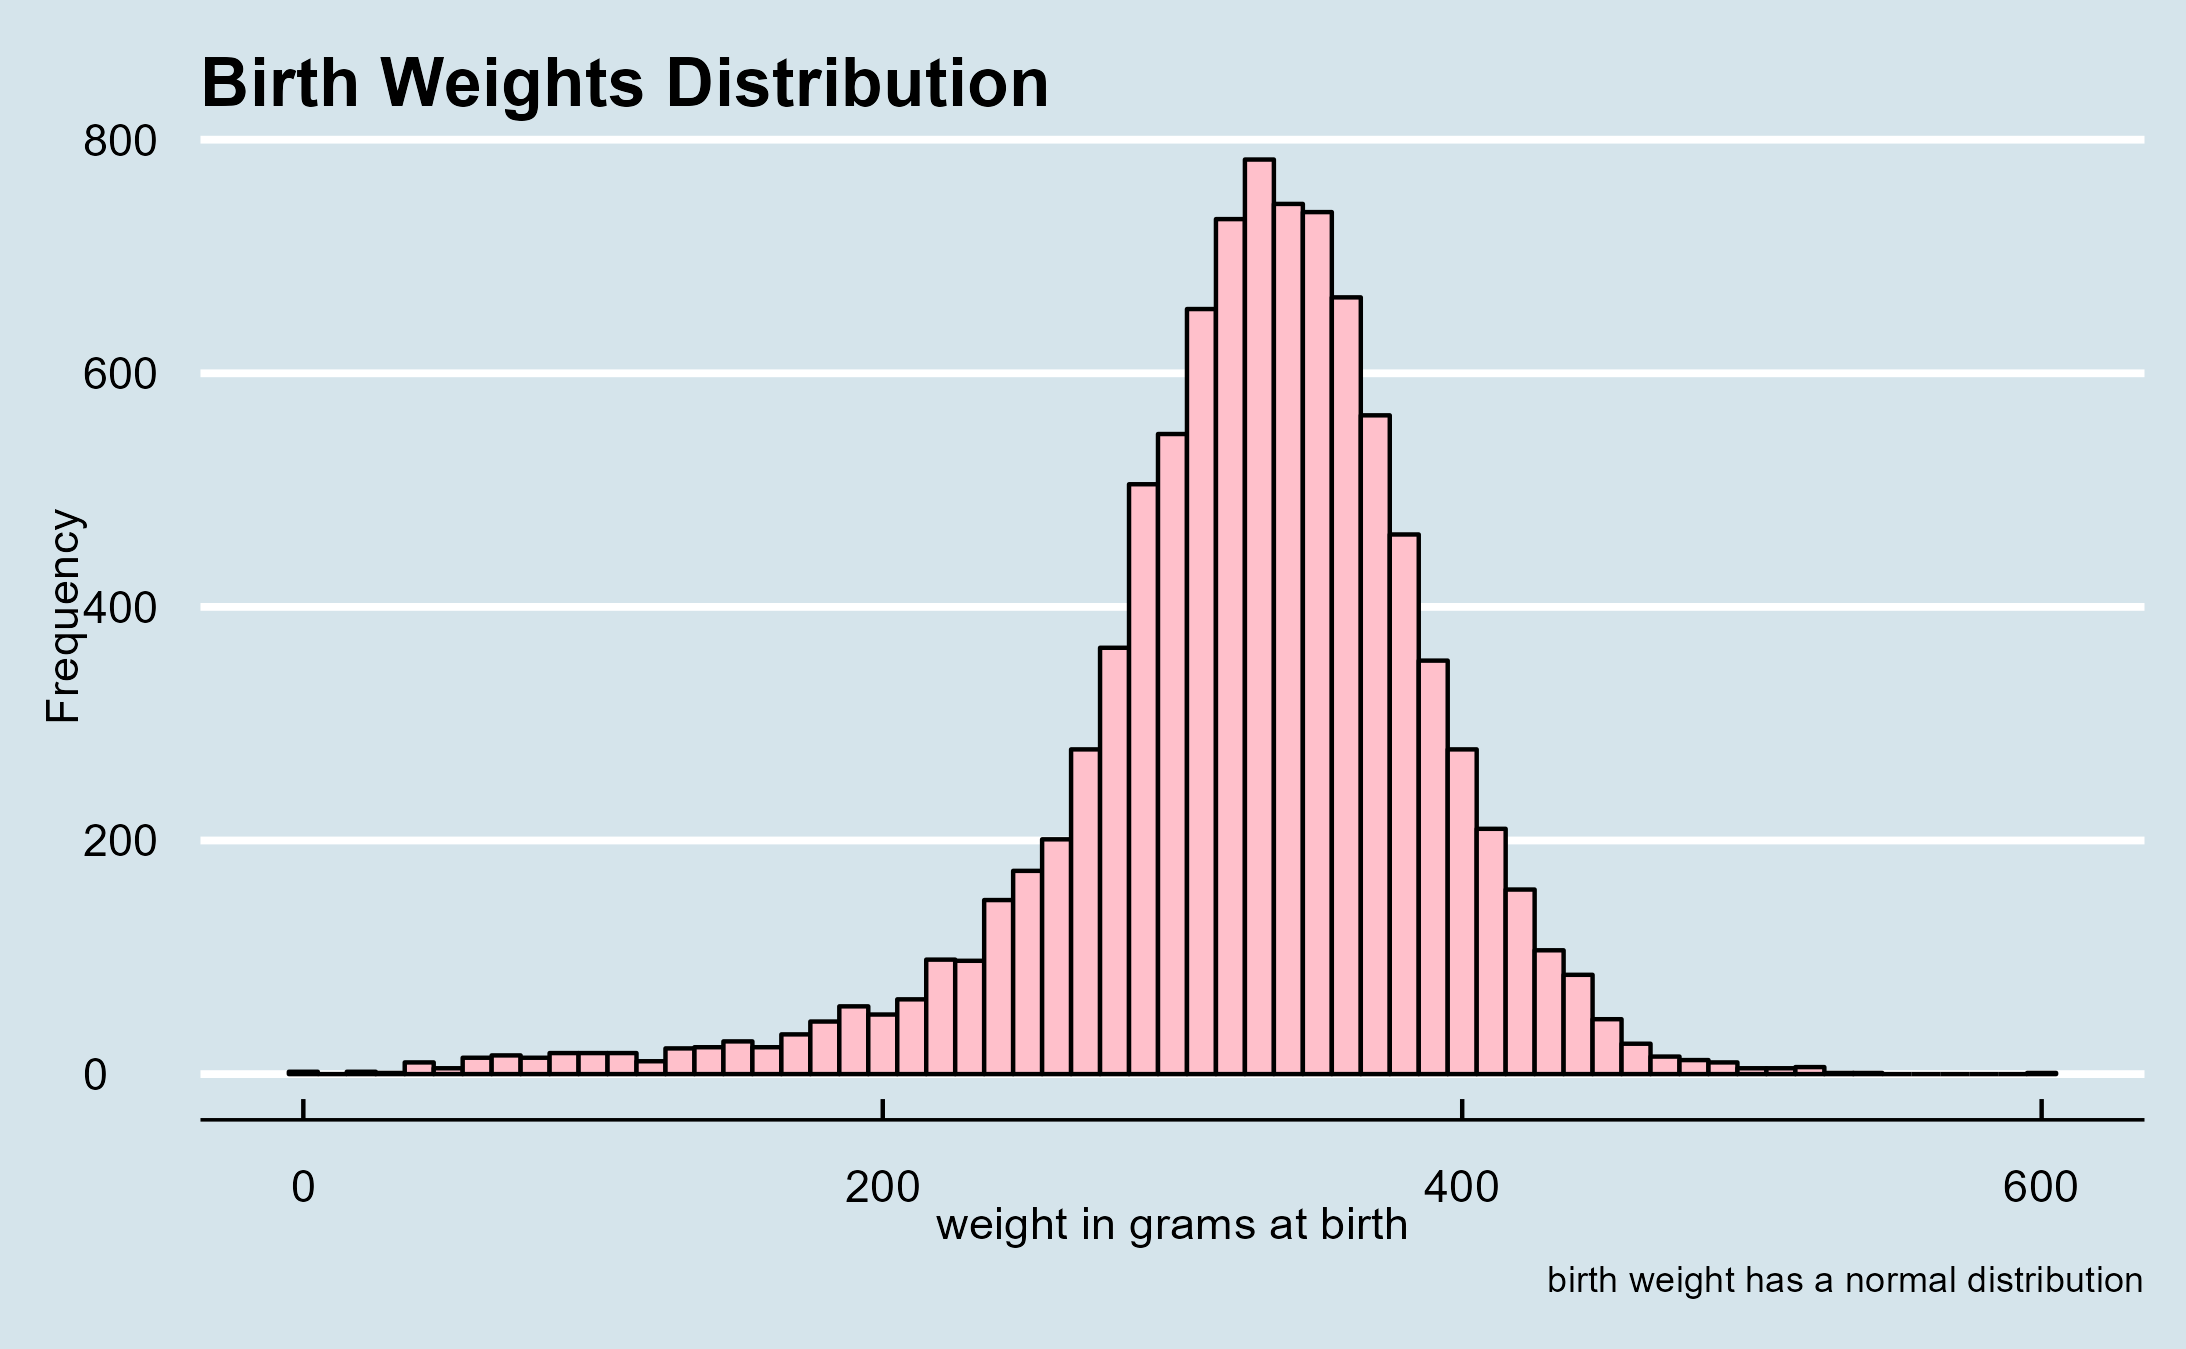 Birth Weights Distribution
800
600
400
200
0
Frequency
0 200 400 600
weight in grams at birth
birth weight has a normal distribution